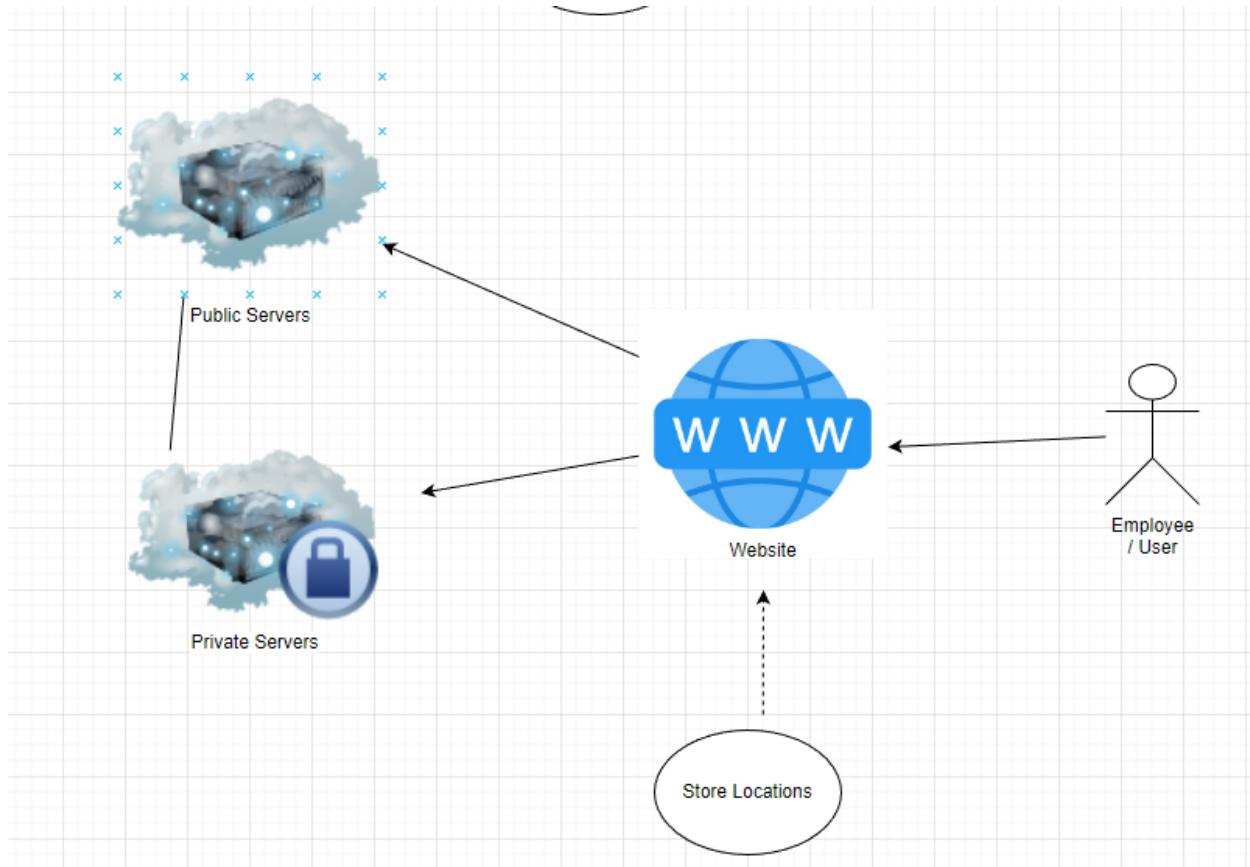 Public Servers
W W W
Website
Employee
/ User
Private Servers
Store Locations